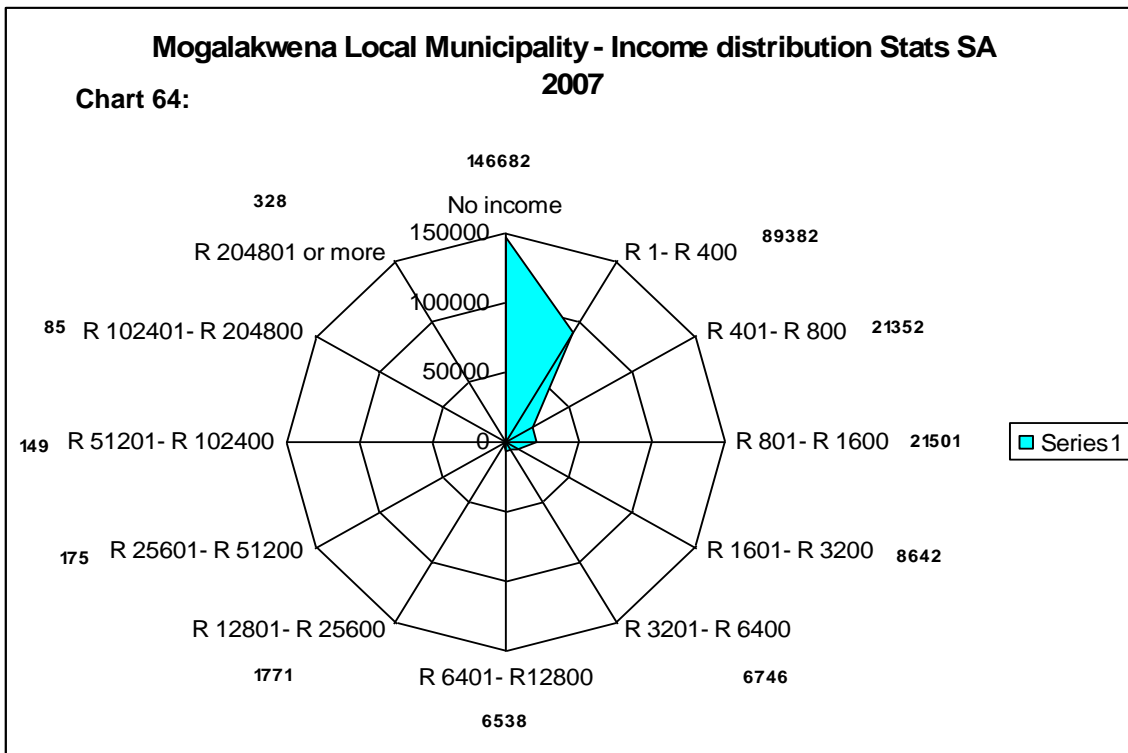 Mogalakwena Local Municipality - Income distribution Stats SA
2007
Chart 64:
146682
No income
328
R 204801 or more
150000
R 1- R 400
89382
100000
85
R 102401- R 204800
R 401- R 800
21352
50000
149
R 51201- R 102400
0
R 801- R 1600
21501
Series1
175
R 25601- R 51200
R 1601- R 3200
8642
R 12801- R 25600
R 3201- R 6400
1771
R 6401- R12800
6746
6538